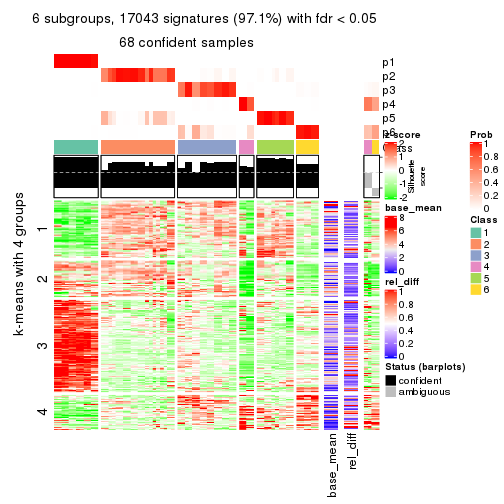 6 subgroups, 17043 signatures (97.1%) with fdr < 0.05
68 confident samples
p1
p2
p3
p4
p5
p6
z-score
2
1
0
-1
-2
Class
Silhouette
score
Prob
1
0.8
0.6
0.4
0.2
0
base_mean
8
6
4
2
0
Class
1
2
3
4
5
6
rel_diff
1
0.8
0.6
0.4
0.2
0
Status (barplots)
confident
ambiguous
k-means with 4 groups
1
2
3
4
base_mean
rel_diff